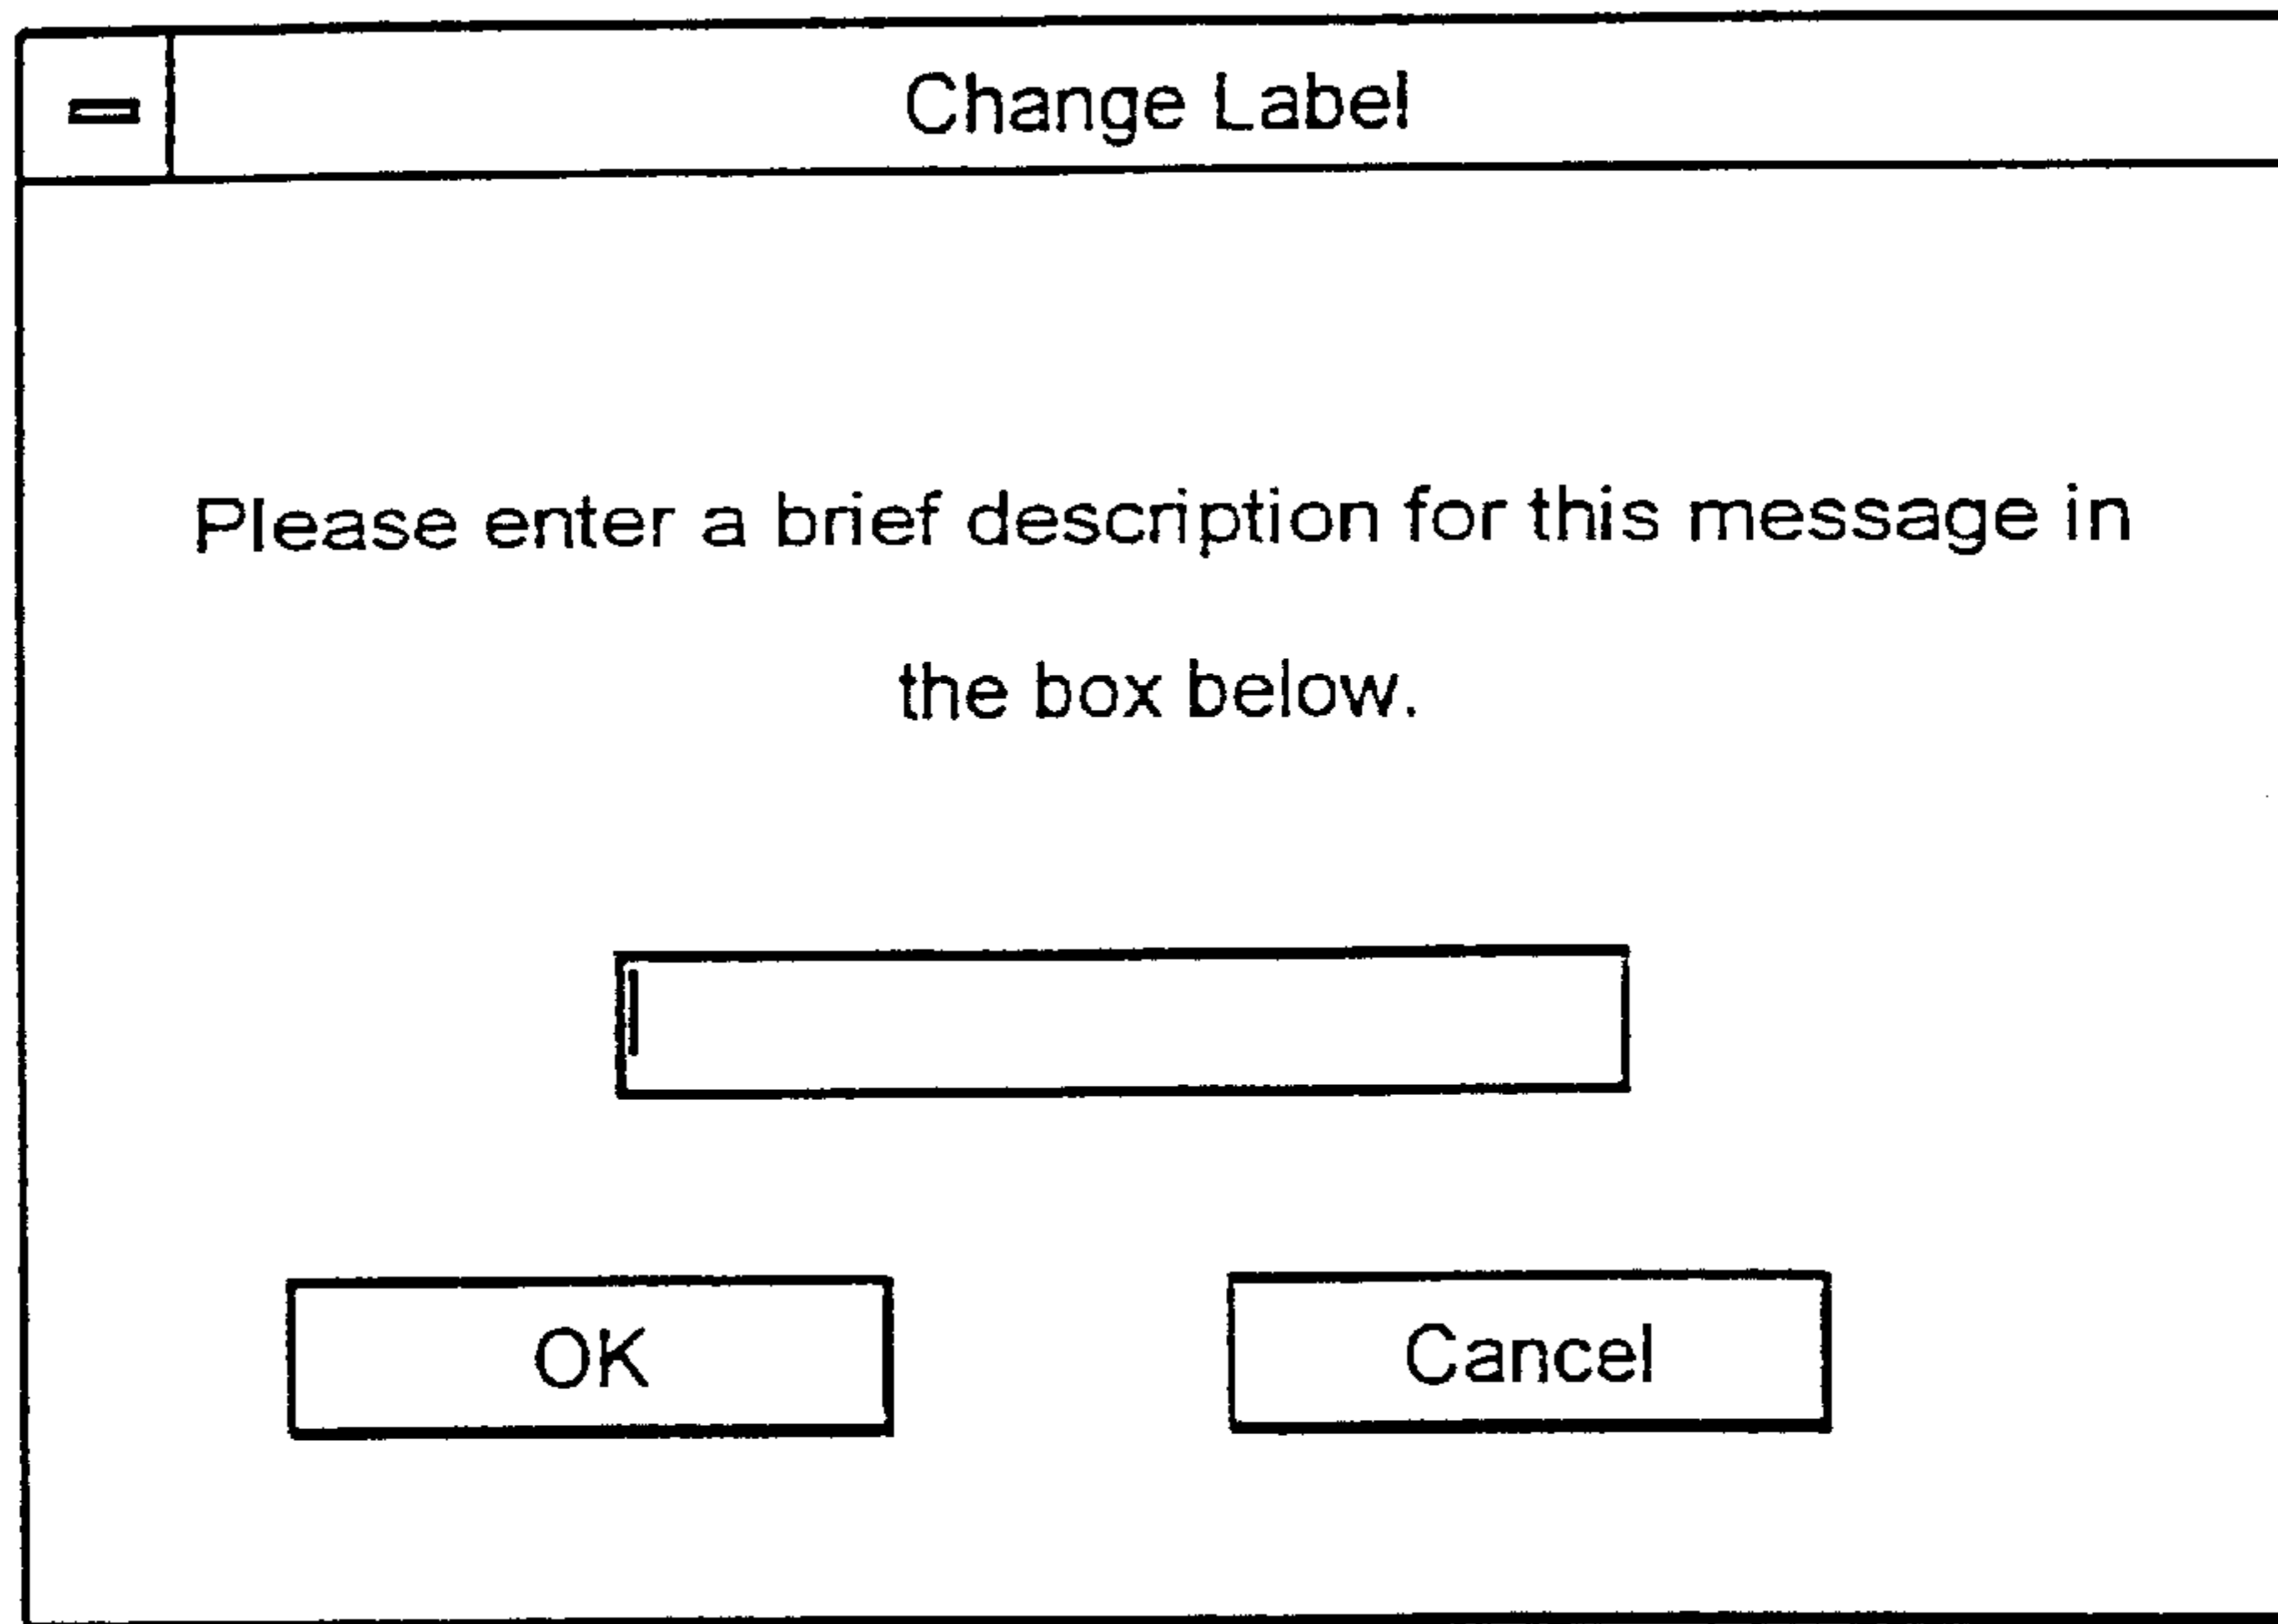 Change Label
Please enter a brief description for this message in
the box below.
OK
Cancel